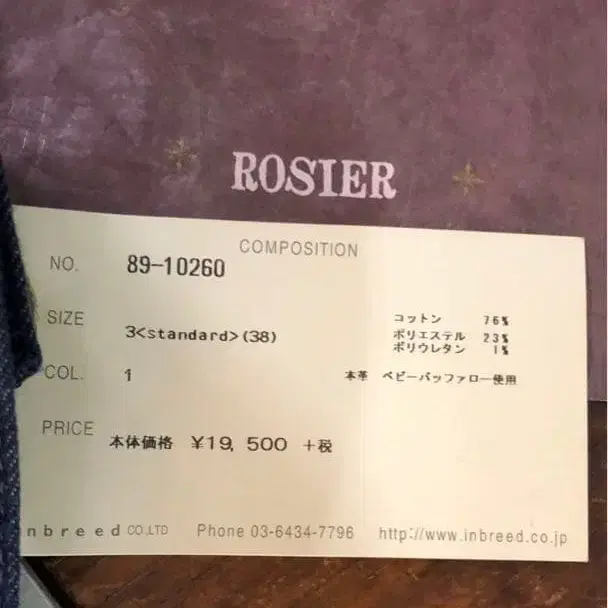 ROSIER
COMPOSITION
NO. 89-10260
SIZE 3<standard>(38)
コットン 76%
ポリエステル 23%
ポリウレタン 1%
COL. 1
本革 ベビーバッファロー使用
PRICE 本体価格 ¥19,500 +税
inbreed CO.,LTD Phone 03-6434-7796 http://www.inbreed.co.jp